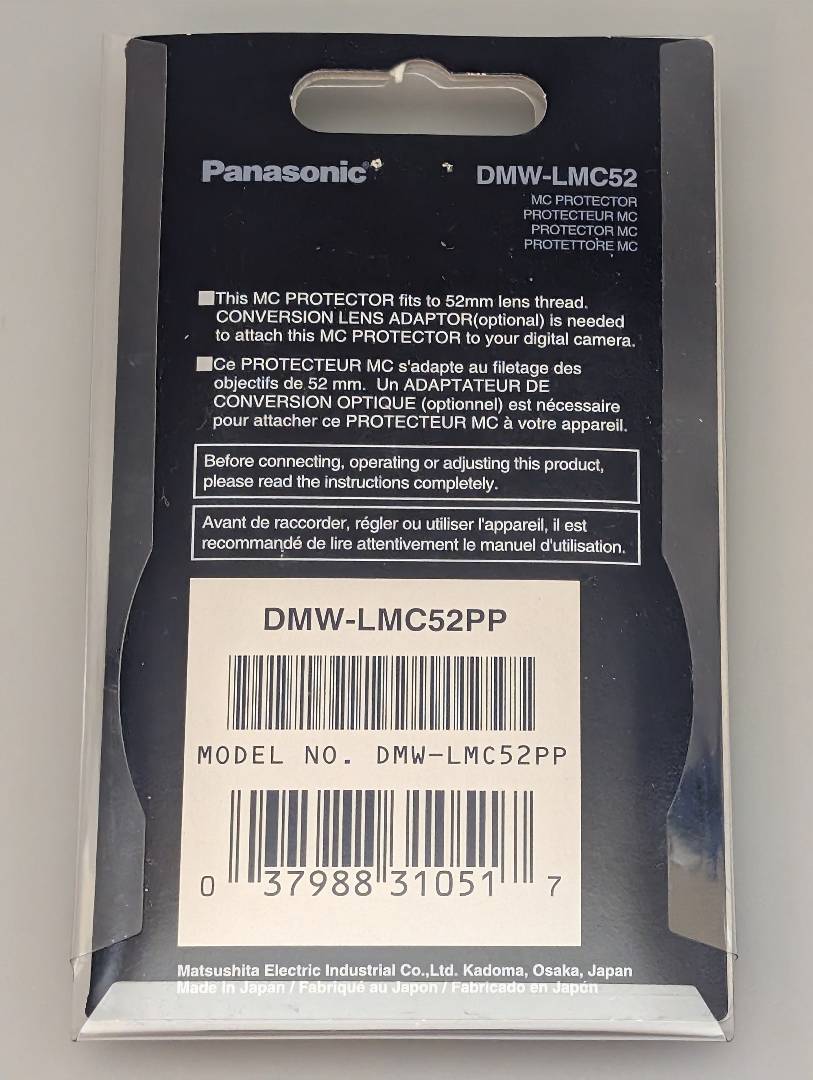 Panasonic
DMW-LMC52
MC PROTECTOR
PROTECTEUR MC
PROTECTOR MC
PROTETTORE MC
■This MC PROTECTOR fits to 52mm lens thread.
CONVERSION LENS ADAPTOR(optional) is needed
to attach this MC PROTECTOR to your digital camera.
■Ce PROTECTEUR MC s'adapte au filetage des
objectifs de 52 mm. Un ADAPTATEUR DE
CONVERSION OPTIQUE (optionnel) est nécessaire
pour attacher ce PROTECTEUR MC à votre appareil.
Before connecting, operating or adjusting this product,
please read the instructions completely.
Avant de raccorder, régler ou utiliser l'appareil, il est
recommandé de lire attentivement le manuel d'utilisation.
DMW-LMC52PP
MODEL NO. DMW-LMC52PP
0 37988 31051 7
Matsushita Electric Industrial Co.,Ltd. Kadoma, Osaka, Japan
Made in Japan / Fabriqué au Japon / Fabricado en Japón